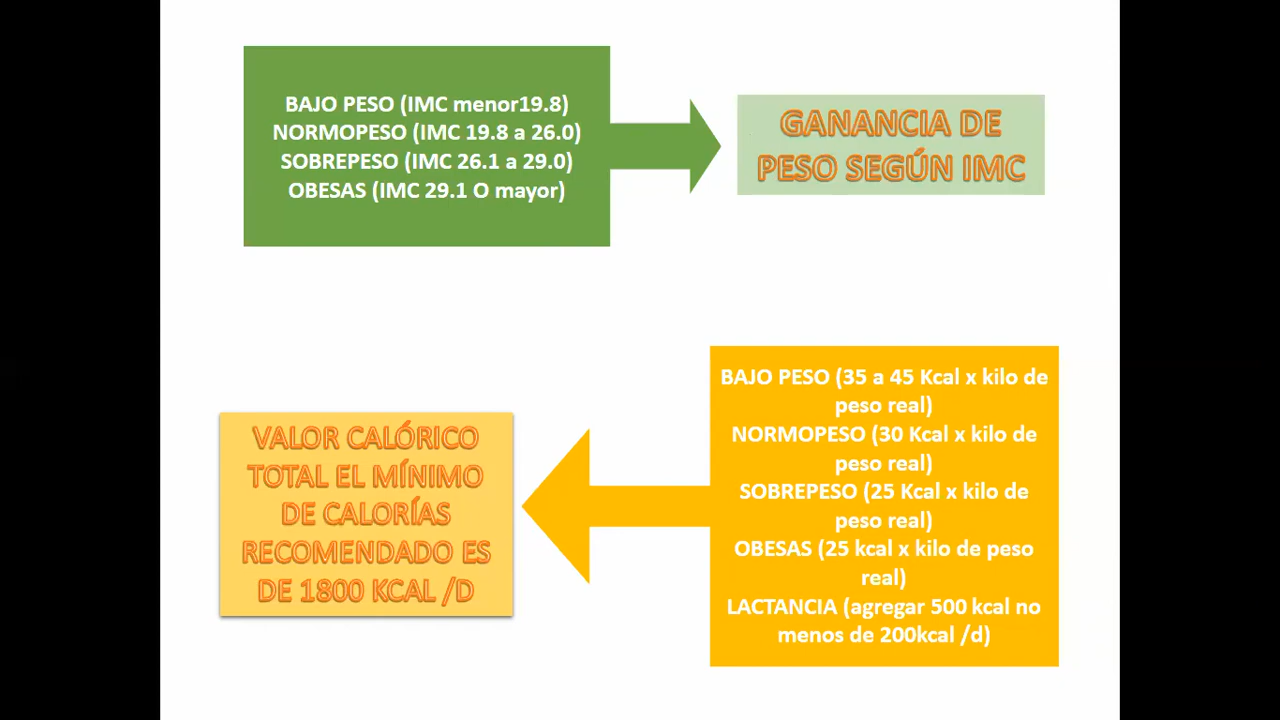 BAJO PESO (IMC menor19.8)
NORMOPESO (IMC 19.8 a 26.0)
SOBREPESO (IMC 26.1 a 29.0)
OBESAS (IMC 29.1 O mayor)
GANANCIA DE
PESO SEGÚN IMC
VALOR CALÓRICO
TOTAL EL MÍNIMO
DE CALORÍAS
RECOMENDADO ES
DE 1800 KCAL /D
BAJO PESO (35 a 45 Kcal x kilo de
peso real)
NORMOPESO (30 Kcal x kilo de
peso real)
SOBREPESO (25 Kcal x kilo de
peso real)
OBESAS (25 kcal x kilo de peso
real)
LACTANCIA (agregar 500 kcal no
menos de 200kcal /d)